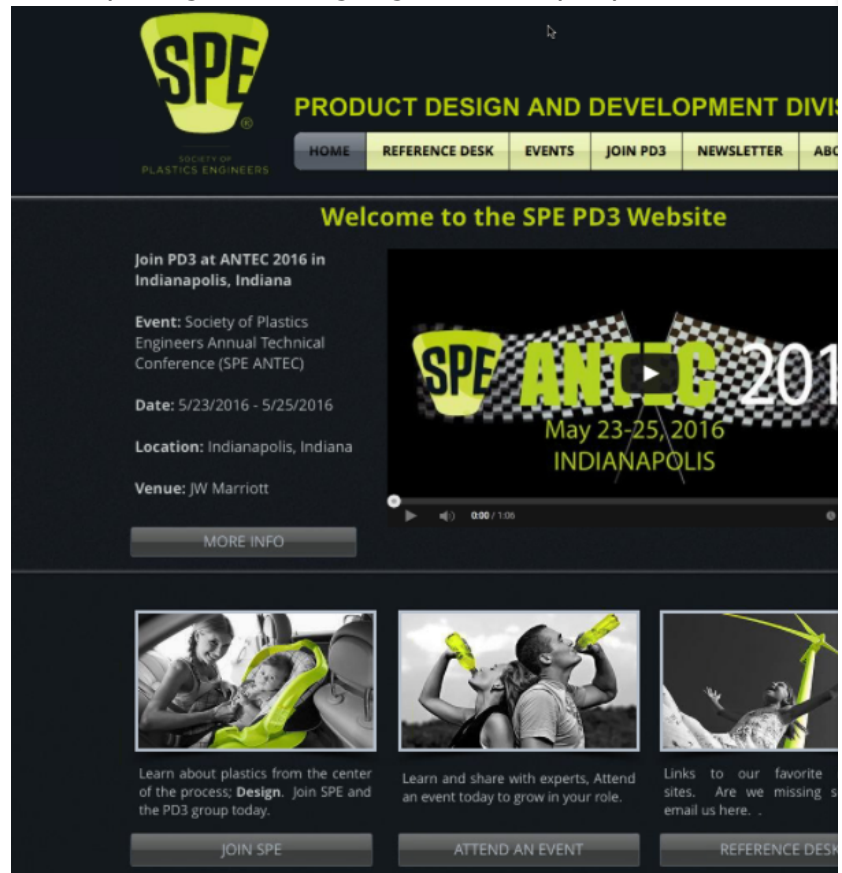 SPE
®
SOCIETY OF
PLASTICS ENGINEERS
PRODUCT DESIGN AND DEVELOPMENT
HOME REFERENCE DESK EVENTS JOIN PD3 NEWSLETTER
Welcome to the SPE PD3 Website
Join PD3 at ANTEC 2016 in
Indianapolis, Indiana
Event: Society of Plastics
Engineers Annual Technical
Conference (SPE ANTEC)
Date: 5/23/2016 - 5/25/2016
Location: Indianapolis, Indiana
Venue: JW Marriott
MORE INFO
SPE ANTEC
May 23-25, 2016
INDIANAPOLIS
0:00 / 1:06
Learn about plastics from the center
of the process; Design. Join SPE and
the PD3 group today.
JOIN SPE
Learn and share with experts, Attend
an event today to grow in your role.
ATTEND AN EVENT
Links to our favorite
sites. Are we missing
email us here. .
REFERENCE DESK